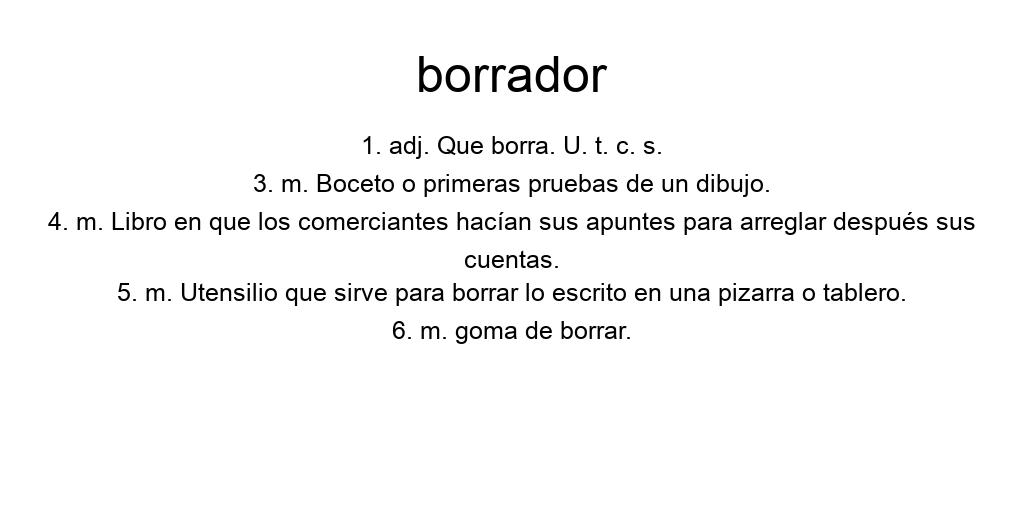 borrador
1. adj. Que borra. U. t. c. s.
3. m. Boceto o primeras pruebas de un dibujo.
4. m. Libro en que los comerciantes hacían sus apuntes para arreglar después sus
cuentas.
5. m. Utensilio que sirve para borrar lo escrito en una pizarra o tablero.
6. m. goma de borrar.